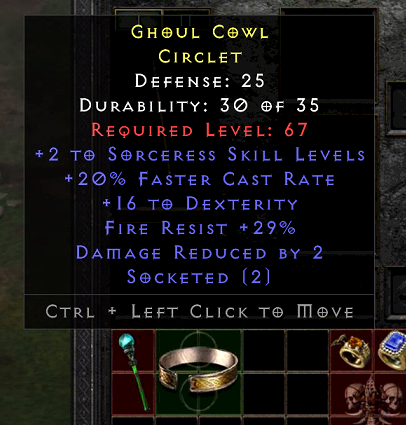 Ghoul Cowl
Circlet
Defense: 25
Durability: 30 of 35
Required Level: 67
+2 to Sorceress Skill Levels
+20% Faster Cast Rate
+16 to Dexterity
Fire Resist +29%
Damage Reduced by 2
Socketed (2)
Ctrl + Left Click to Move